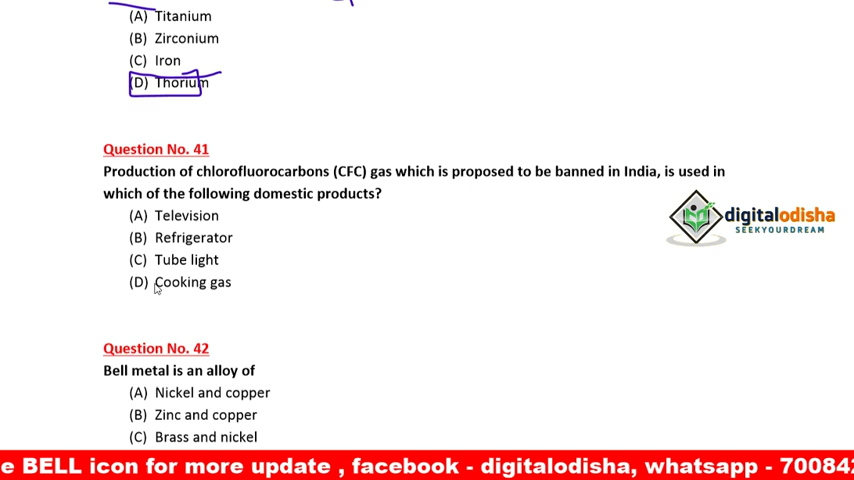 (A) Titanium
(B) Zirconium
(C) Iron
(D) Thorium
Question No. 41
Production of chlorofluorocarbons (CFC) gas which is proposed to be banned in India, is used in
which of the following domestic products?
(A) Television
(B) Refrigerator
(C) Tube light
(D) Cooking gas
digitalodisha
SEEKYOURDREAM
Question No. 42
Bell metal is an alloy of
(A) Nickel and copper
(B) Zinc and copper
(C) Brass and nickel
e BELL icon for more update , facebook - digitalodisha, whatsapp - 70084